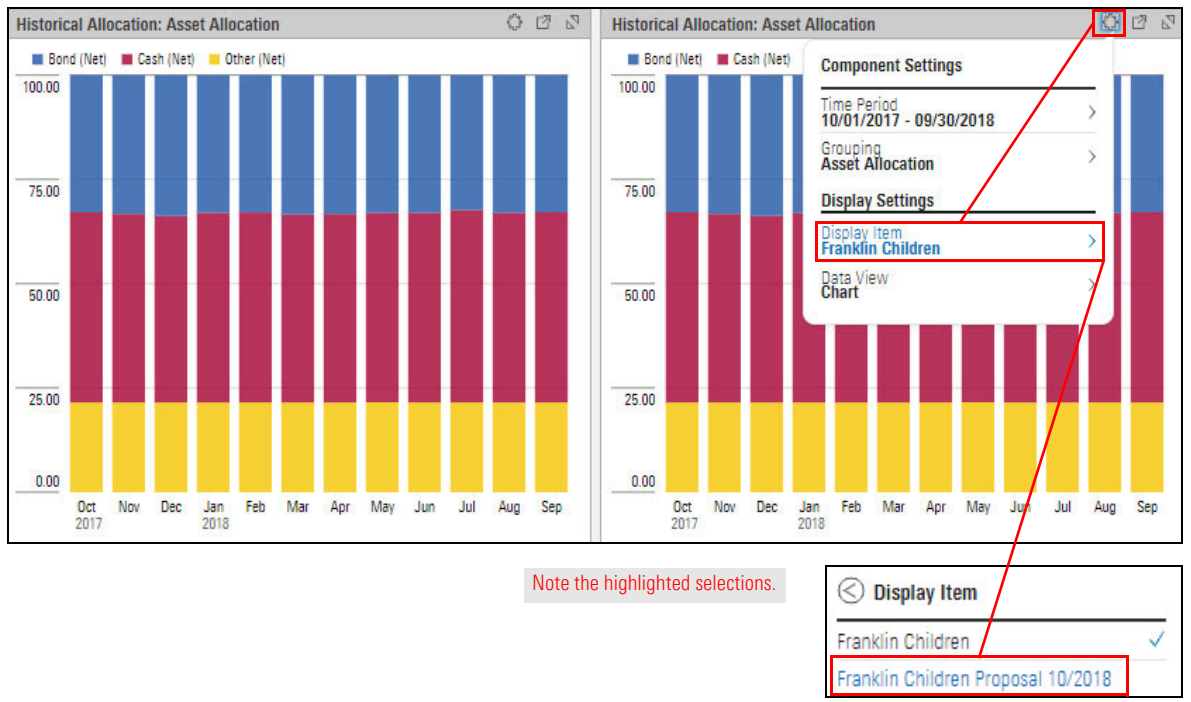 Historical Allocation: Asset Allocation
Bond (Net) Cash (Net) Other (Net)
100.00
75.00
50.00
25.00
0.00
Oct Nov Dec Jan Feb Mar Apr May Jun Jul Aug Sep
2017 2018
Historical Allocation: Asset Allocation
Bond (Net) Cash (Net)
100.00
75.00
50.00
25.00
0.00
Oct Nov Dec Jan Feb Mar Apr May Jun Jul Aug Sep
2017 2018
Component Settings
Time Period
10/01/2017 - 09/30/2018
Grouping
Asset Allocation
Display Settings
Display Item
Franklin Children
Data View
Chart
Note the highlighted selections.
Display Item
Franklin Children
Franklin Children Proposal 10/2018